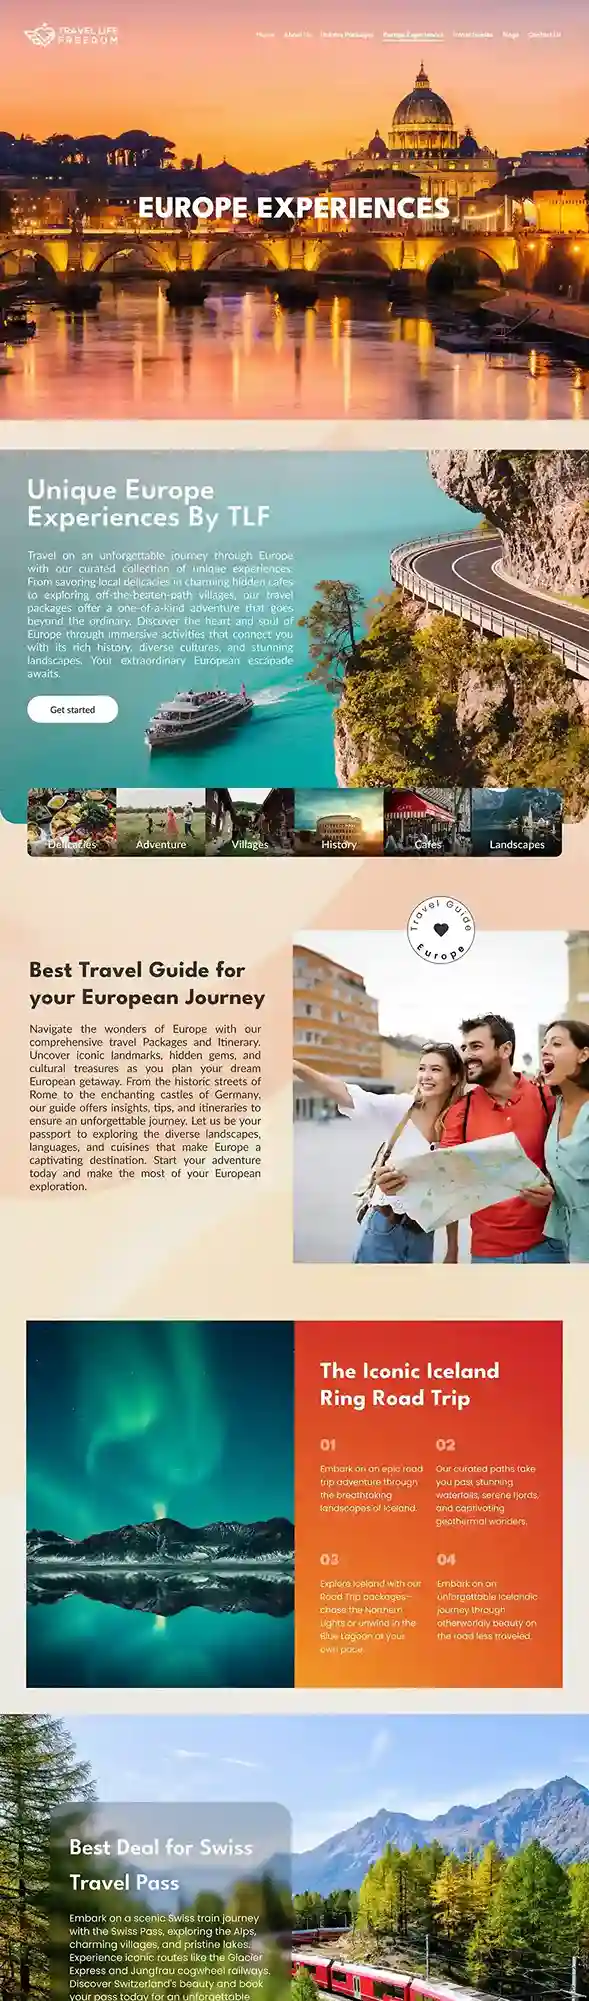 TRAVEL LIFE
FREEDOM
Home About Us Holiday Packages Europe Experiences Travel Guides Blogs Contact Us
EUROPE EXPERIENCES
Unique Europe
Experiences By TLF
Travel on an unforgettable journey through Europe
with our curated collection of unique experiences.
From savoring local delicacies in charming hidden cafes
to exploring off-the-beaten-path villages, our travel
packages offer a one-of-a-kind adventure that goes
beyond the ordinary. Discover the heart and soul of
Europe through immersive activities that connect you
with its rich history, diverse cultures, and stunning
landscapes. Your extraordinary European escapade
awaits.
Get started
Delicacies Adventure Villages History Cafes Landscapes
CAFE
Travel Guide
Europe
Best Travel Guide for
your European Journey
Navigate the wonders of Europe with our
comprehensive travel Packages and Itinerary.
Uncover iconic landmarks, hidden gems, and
cultural treasures as you plan your dream
European getaway. From the historic streets of
Rome to the enchanting castles of Germany,
our guide offers insights, tips, and itineraries to
ensure an unforgettable journey. Let us be your
passport to exploring the diverse landscapes,
languages, and cuisines that make Europe a
captivating destination. Start your adventure
today and make the most of your European
exploration.
The Iconic Iceland
Ring Road Trip
01
Embark on an epic road
trip adventure through
the breathtaking
landscapes of Iceland.
02
Our curated paths take
you past stunning
waterfalls, serene fjords,
and captivating
geothermal wonders.
03
Explore Iceland with our
Road Trip packages—
chase the Northern
Lights or unwind in the
Blue Lagoon at your
own pace.
04
Embark on an
unforgettable Icelandic
journey through
otherworldly beauty on
the road less traveled.
Best Deal for Swiss
Travel Pass
Embark on a scenic Swiss train journey
with the Swiss Pass, exploring the Alps,
charming villages, and pristine lakes.
Experience iconic routes like the Glacier
Express and Jungfrau cogwheel railways.
Discover Switzerland's beauty and book
your pass today for an unforgettable